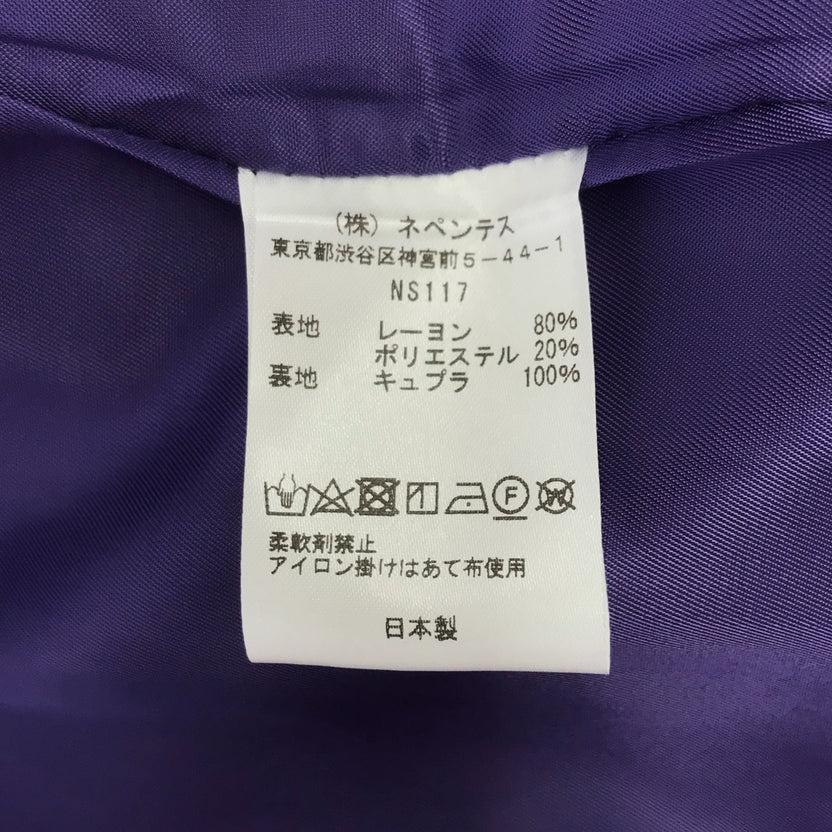 (株)ネペンテス
東京都渋谷区神宮前5-44-1
NS117
表地 レーヨン 80%
ポリエステル 20%
裏地 キュプラ 100%
F W
柔軟剤禁止
アイロン掛けはあて布使用
日本製